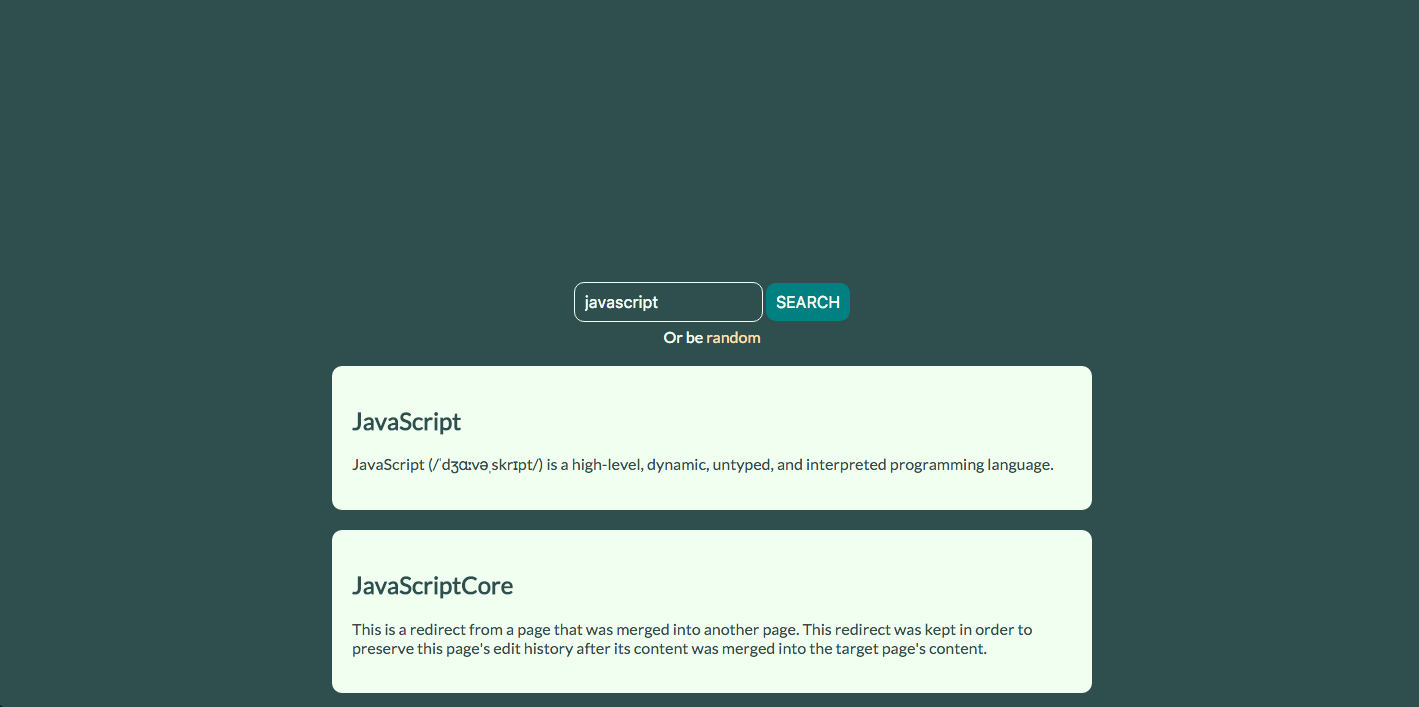 javascript SEARCH
Or be random
JavaScript
JavaScript (/ˈdʒɑːvəˌskrɪpt/) is a high-level, dynamic, untyped, and interpreted programming language.
JavaScriptCore
This is a redirect from a page that was merged into another page. This redirect was kept in order to
preserve this page's edit history after its content was merged into the target page's content.